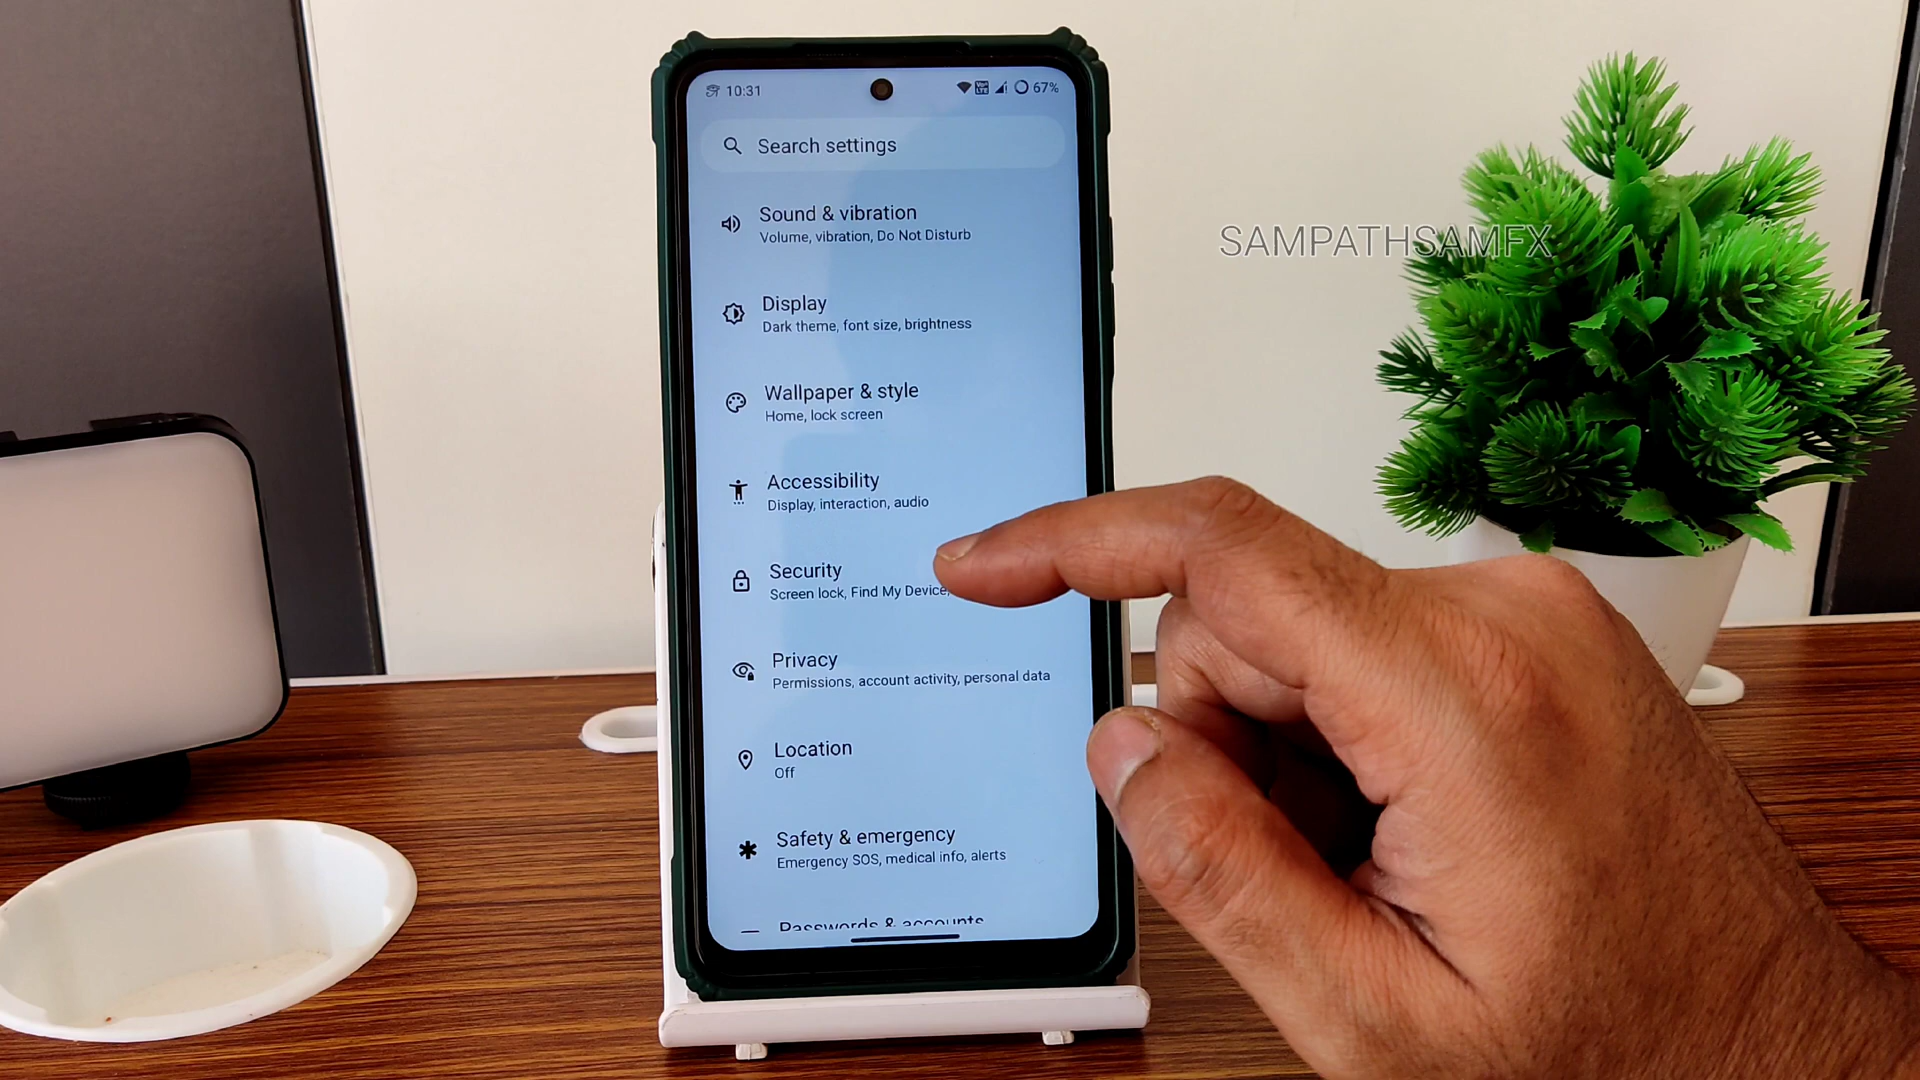 10:31
67%
Search settings
Sound & vibration
Volume, vibration, Do Not Disturb
Display
Dark theme, font size, brightness
Wallpaper & style
Home, lock screen
Accessibility
Display, interaction, audio
Security
Screen lock, Find My Device,
Privacy
Permissions, account activity, personal data
Location
Off
Safety & emergency
Emergency SOS, medical info, alerts
Passwords & accounts
SAMPATHSAMFX